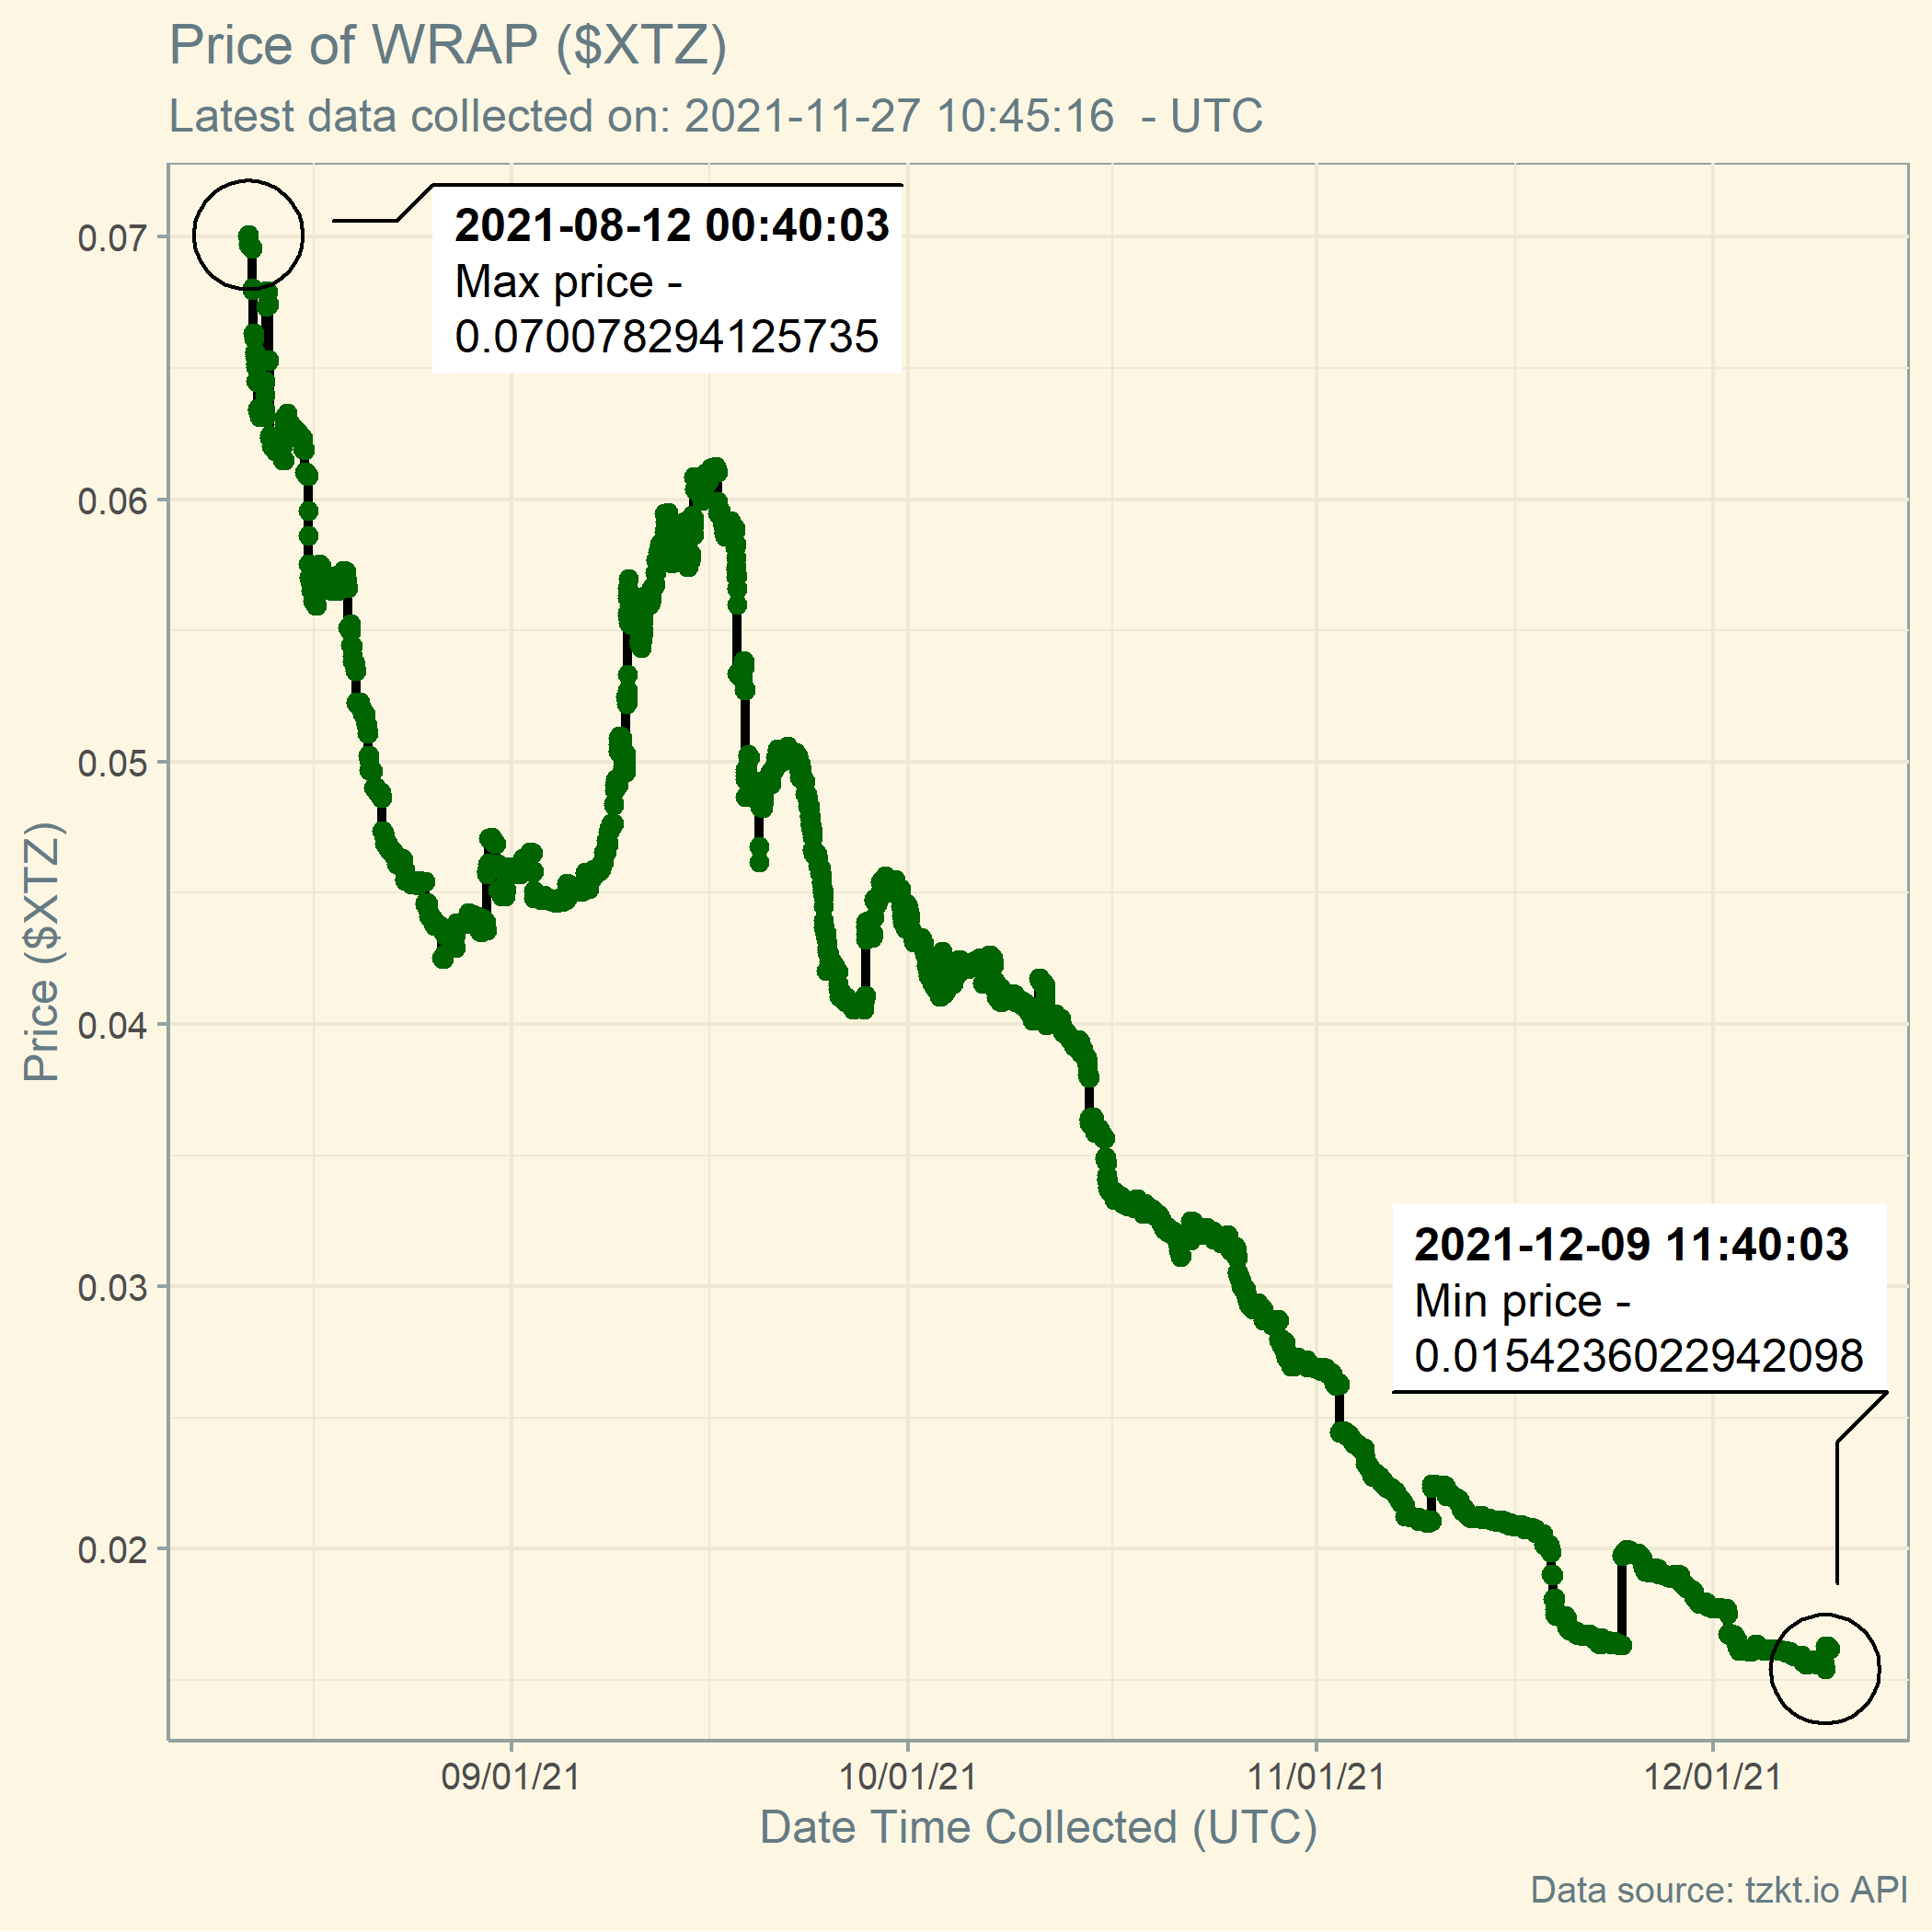 Price of WRAP ($XTZ)
Latest data collected on: 2021-11-27 10:45:16  - UTC
2021-08-12 00:40:03
Max price -
0.0700782941​25735
0.07
0.06
0.05
0.04
0.03
0.02
Price ($XTZ)
2021-12-09 11:40:03
Min price -
0.0154236022942098
09/01/21
10/01/21
11/01/21
12/01/21
Date Time Collected (UTC)
Data source: tzkt.io API